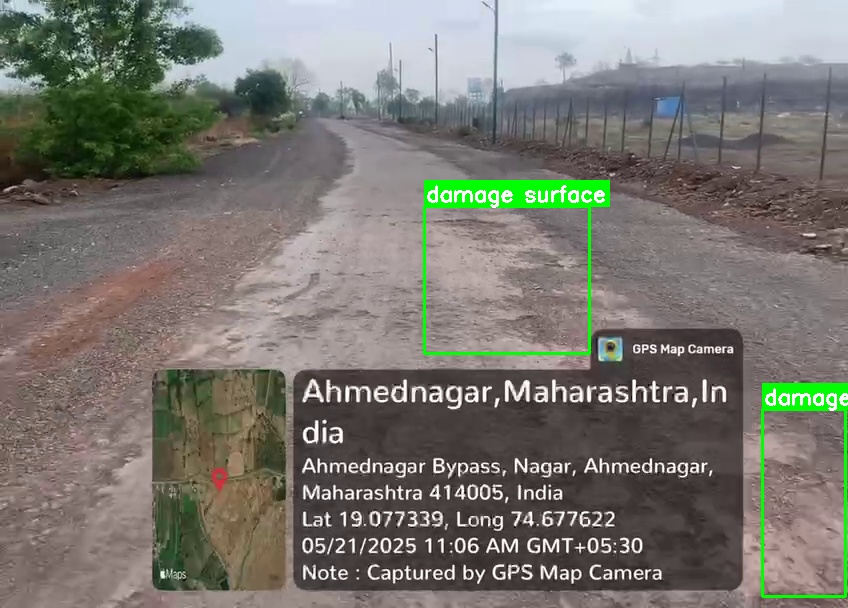 damage surface
GPS Map Camera
damage
Ahmednagar,Maharashtra,In
dia
Ahmednagar Bypass, Nagar, Ahmednagar,
Maharashtra 414005, India
Lat 19.077339, Long 74.677622
05/21/2025 11:06 AM GMT+05:30
Note : Captured by GPS Map Camera
Maps